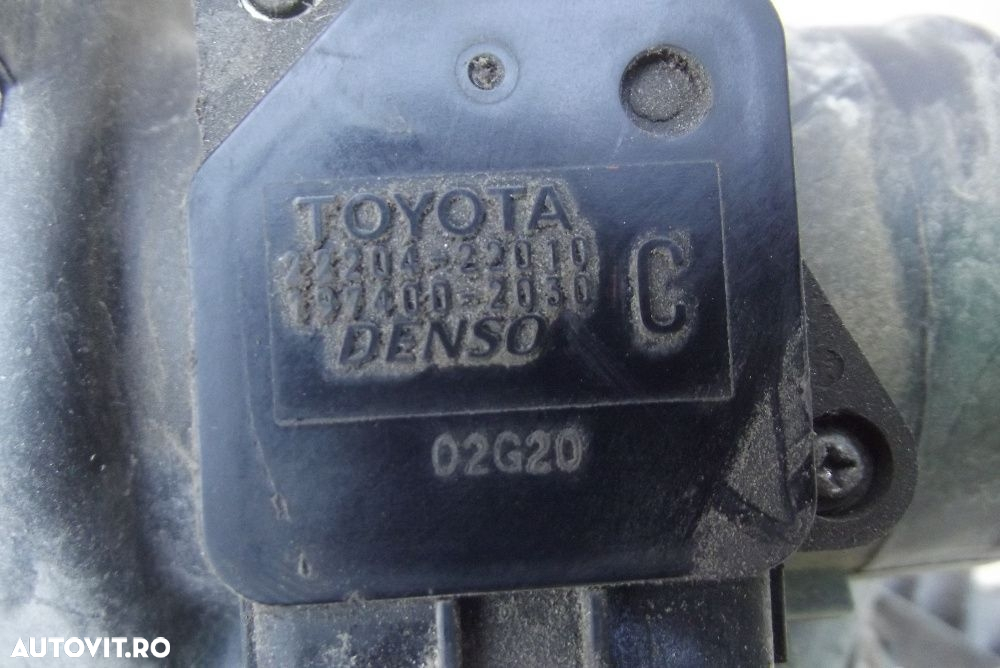 TOYOTA
22204-22010
197400-2030
DENSO
C
02G20
AUTOVIT.RO